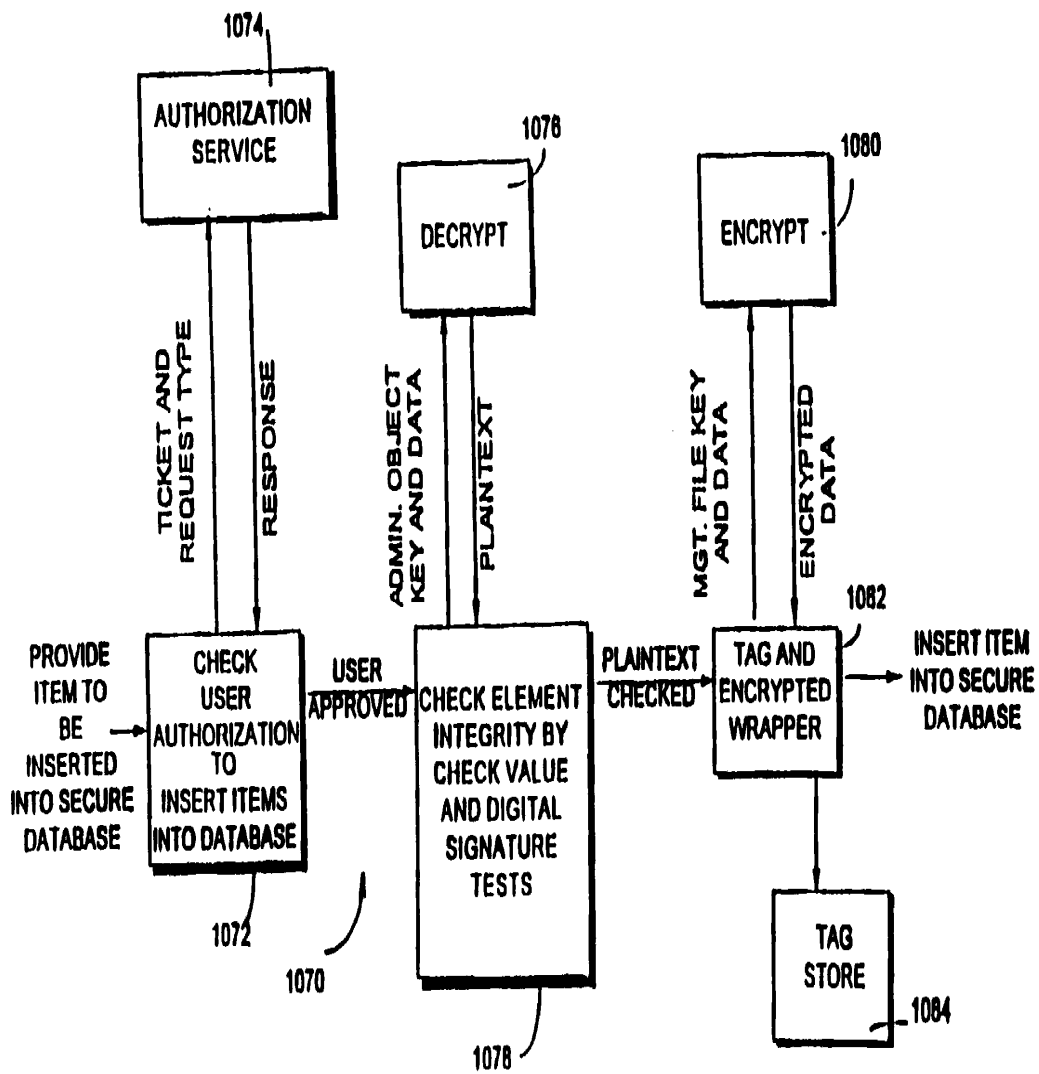 1074
AUTHORIZATION
SERVICE
1076
DECRYPT
1080
ENCRYPT
TICKET AND
REQUEST TYPE
RESPONSE
ADMIN. OBJECT
KEY AND DATA
PLAINTEXT
MGT. FILE KEY
AND DATA
ENCRYPTED
DATA
PROVIDE
ITEM TO
BE
INSERTED
INTO SECURE
DATABASE
CHECK
USER
AUTHORIZATION
TO
INSERT ITEMS
INTO DATABASE
1072
USER
APPROVED
1070
CHECK ELEMENT
INTEGRITY BY
CHECK VALUE
AND DIGITAL
SIGNATURE
TESTS
1078
PLAINTEXT
CHECKED
1082
TAG AND
ENCRYPTED
WRAPPER
INSERT ITEM
INTO SECURE
DATABASE
TAG
STORE
1084